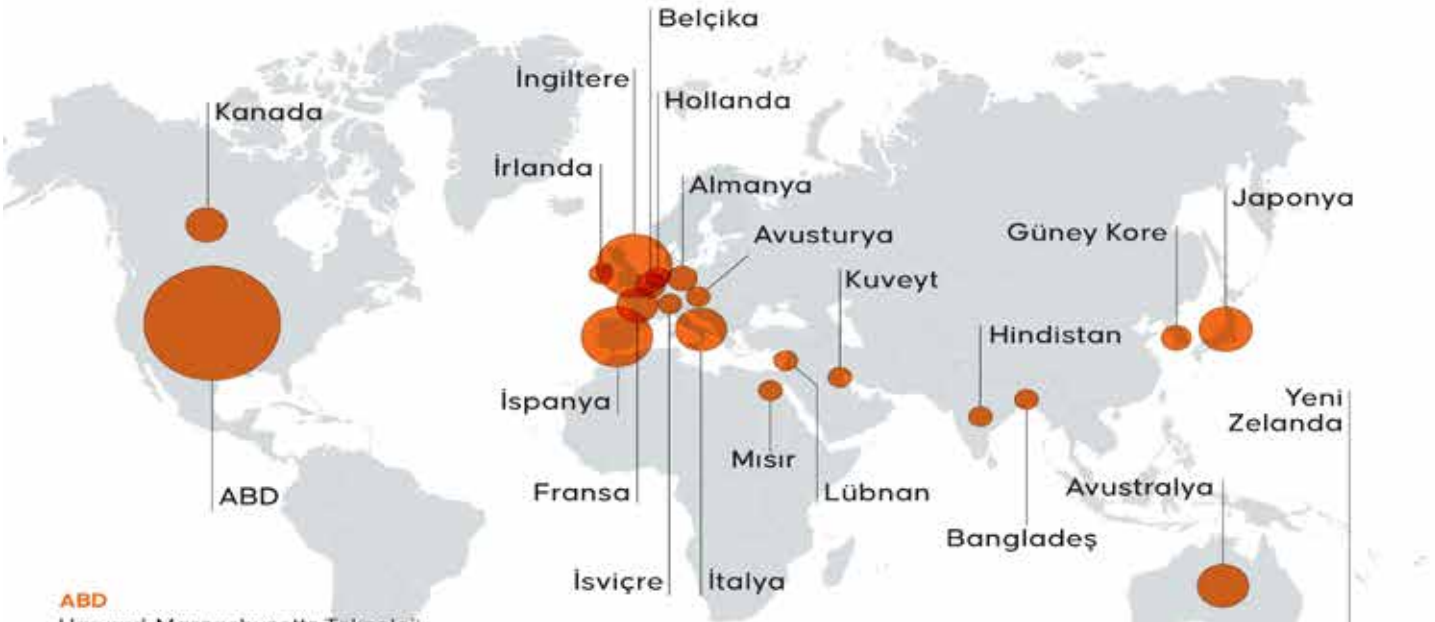 Belçika
İngiltere
Hollanda
Kanada
İrlanda
Almanya
Japonya
Avusturya
Güney Kore
Kuveyt
Hindistan
İspanya
Yeni
Zelanda
Mısır
ABD
Fransa
Lübnan
Avustralya
Bangladeş
İsviçre
İtalya
ABD